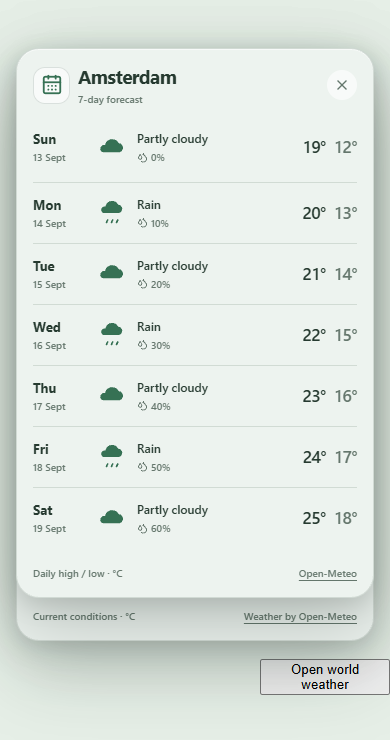 Amsterdam
7-day forecast
Sun Partly cloudy 19° 12°
13 Sept 0%
Mon Rain 20° 13°
14 Sept 10%
Tue Partly cloudy 21° 14°
15 Sept 20%
Wed Rain 22° 15°
16 Sept 30%
Thu Partly cloudy 23° 16°
17 Sept 40%
Fri Rain 24° 17°
18 Sept 50%
Sat Partly cloudy 25° 18°
19 Sept 60%
Daily high / low · °C Open-Meteo
Current conditions · °C Weather by Open-Meteo
Open world
weather